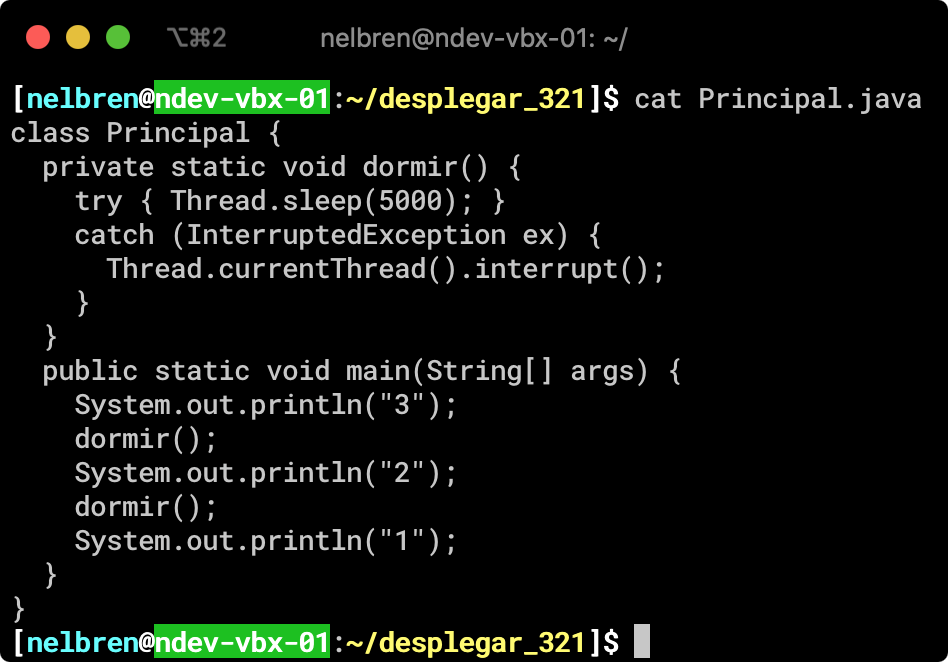 ⌥⌘2 nelbren@ndev-vbx-01: ~/
[nelbren@ndev-vbx-01:~/desplegar_321]$ cat Principal.java
class Principal {
  private static void dormir() {
    try { Thread.sleep(5000); }
    catch (InterruptedException ex) {
      Thread.currentThread().interrupt();
    }
  }
  public static void main(String[] args) {
    System.out.println("3");
    dormir();
    System.out.println("2");
    dormir();
    System.out.println("1");
  }
}
[nelbren@ndev-vbx-01:~/desplegar_321]$